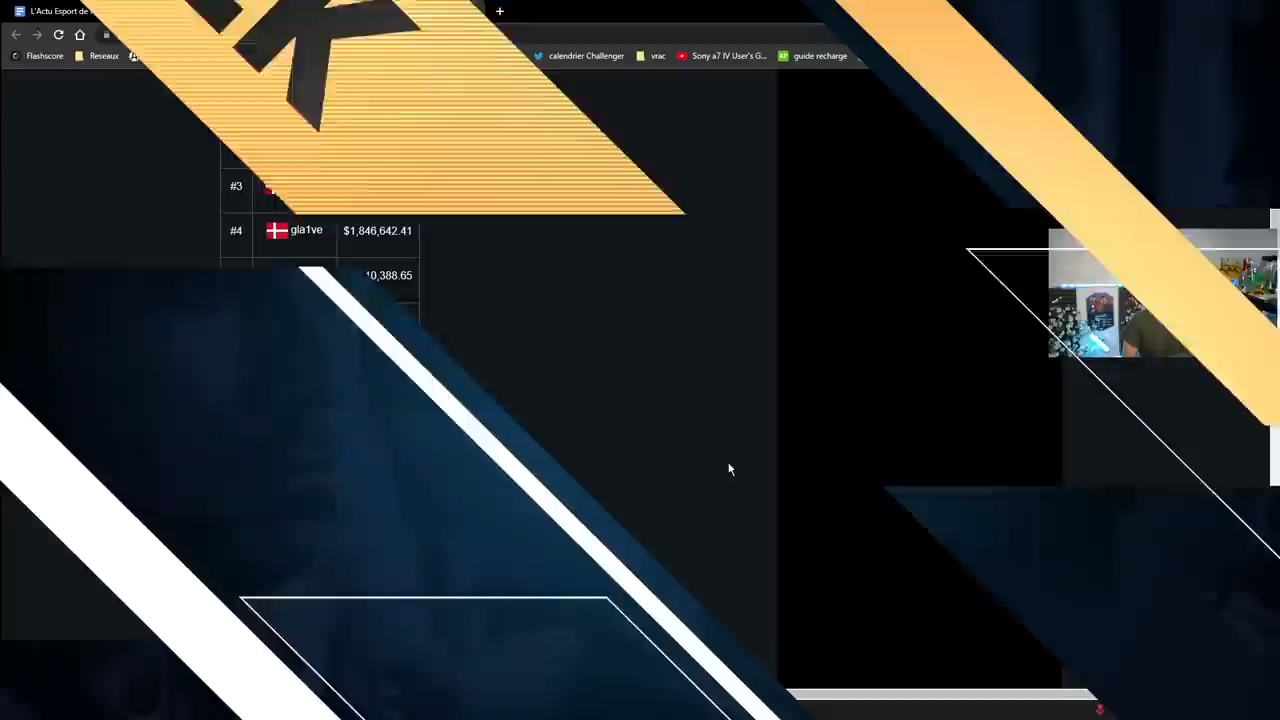 L'Actu Esport de
Flashscore
Reseaux
calendrier Challenger
vrac
Sony a7 IV User's G...
guide recharge
#3
#4 gla1ve $1,846,642.41
10,388.65